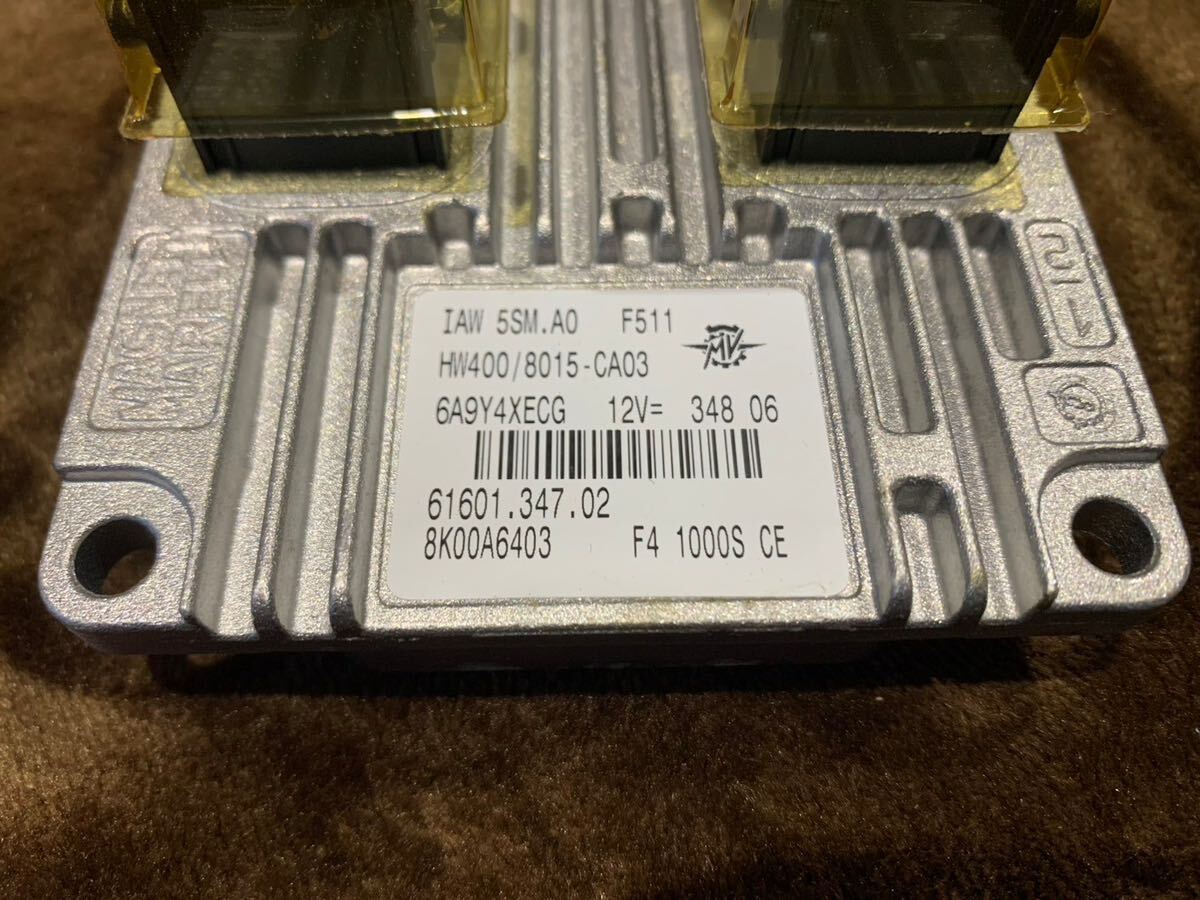 MAGNETI
MARELLI
IAW 5SM.A0 F511
MV
HW400/8015-CA03
6A9Y4XECG 12V= 348 06
61601.347.02
8K00A6403 F4 1000S CE